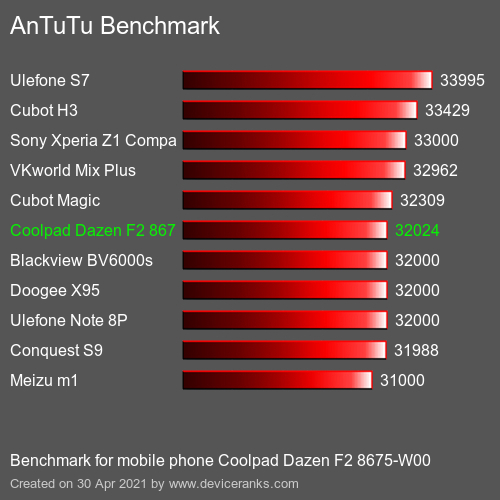 AnTuTu Benchmark
Ulefone S7 33995
Cubot H3 33429
Sony Xperia Z1 Compa 33000
VKworld Mix Plus 32962
Cubot Magic 32309
Coolpad Dazen F2 867 32024
Blackview BV6000s 32000
Doogee X95 32000
Ulefone Note 8P 32000
Conquest S9 31988
Meizu m1 31000
Benchmark for mobile phone Coolpad Dazen F2 8675-W00
Created on 30 Apr 2021 by www.deviceranks.com